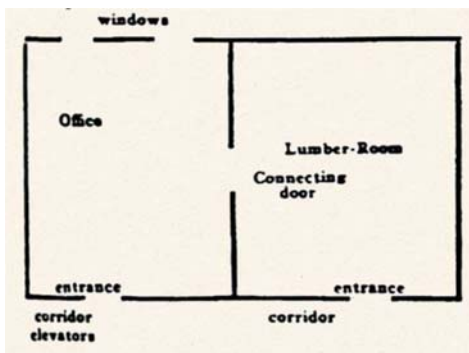 windows
Office
Lumber-Room
Connecting
door
entrance
entrance
corridor
elevators
corridor